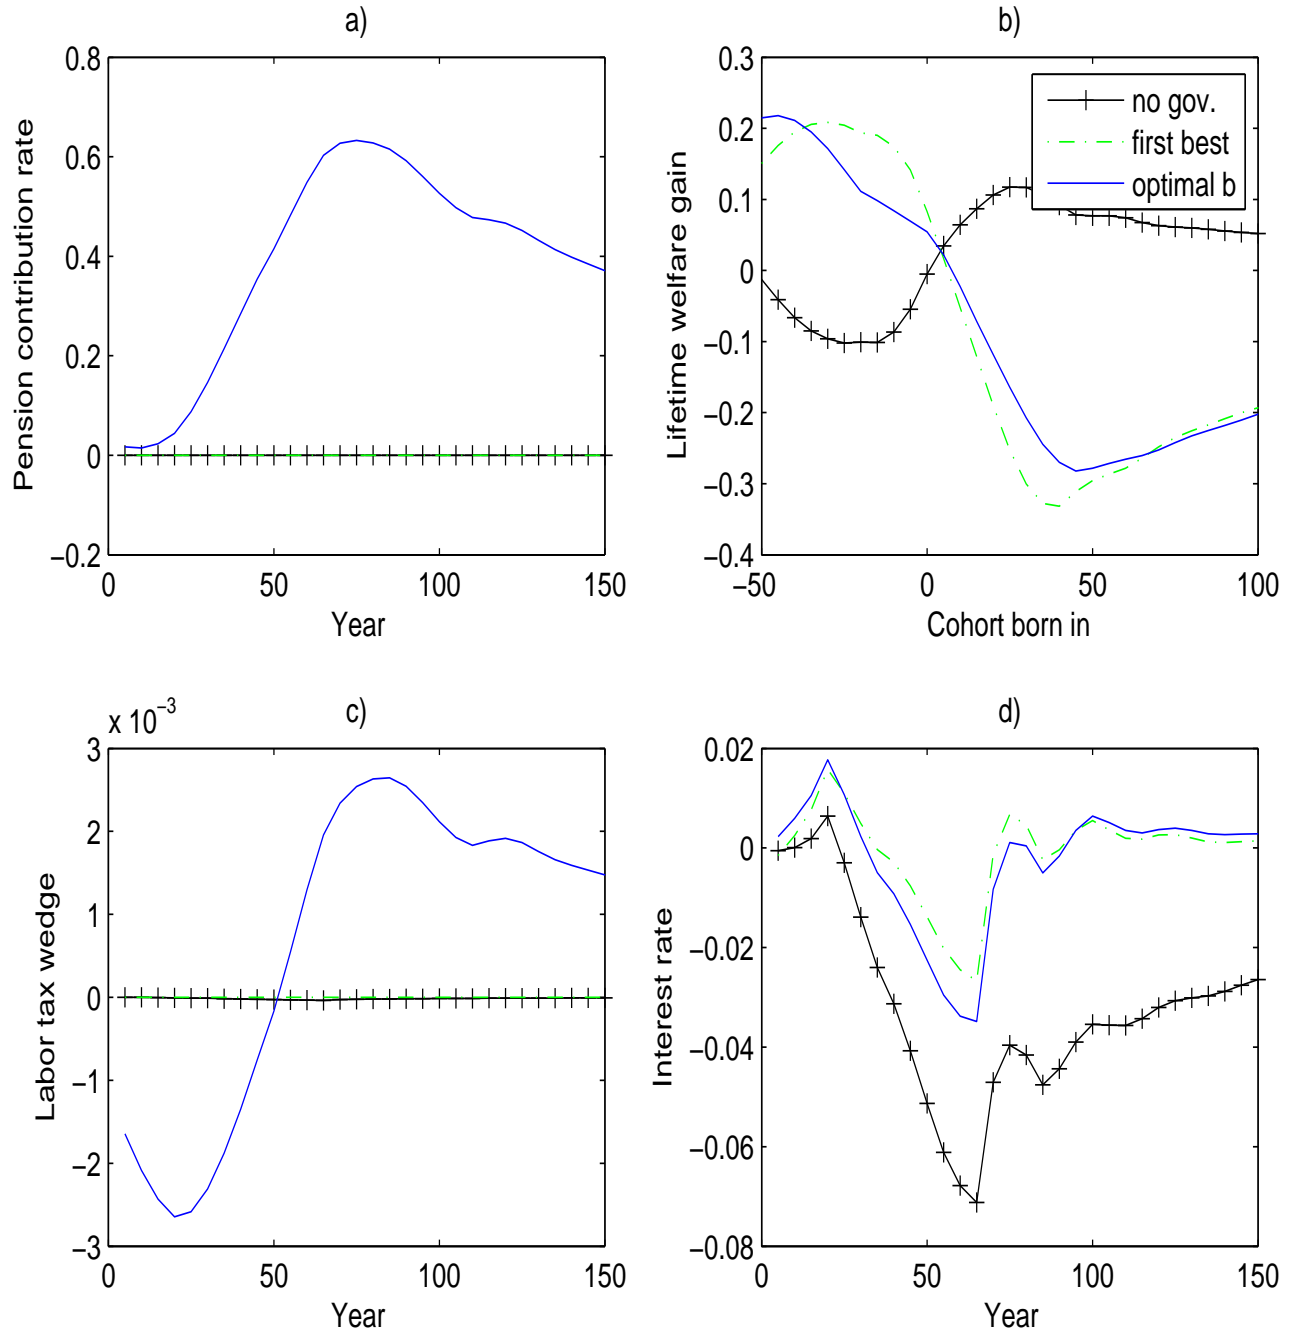 a)
Pension contribution rate
0.8
0.6
0.4
0.2
0
−0.2
0
50
100
150
Year
b)
Lifetime welfare gain
0.3
0.2
0.1
0
−0.1
−0.2
−0.3
−0.4
−50
0
50
100
Cohort born in
no gov.
first best
optimal b
c)
x 10−3
Labor tax wedge
3
2
1
0
−1
−2
−3
0
50
100
150
Year
d)
Interest rate
0.02
0
−0.02
−0.04
−0.06
−0.08
0
50
100
150
Year